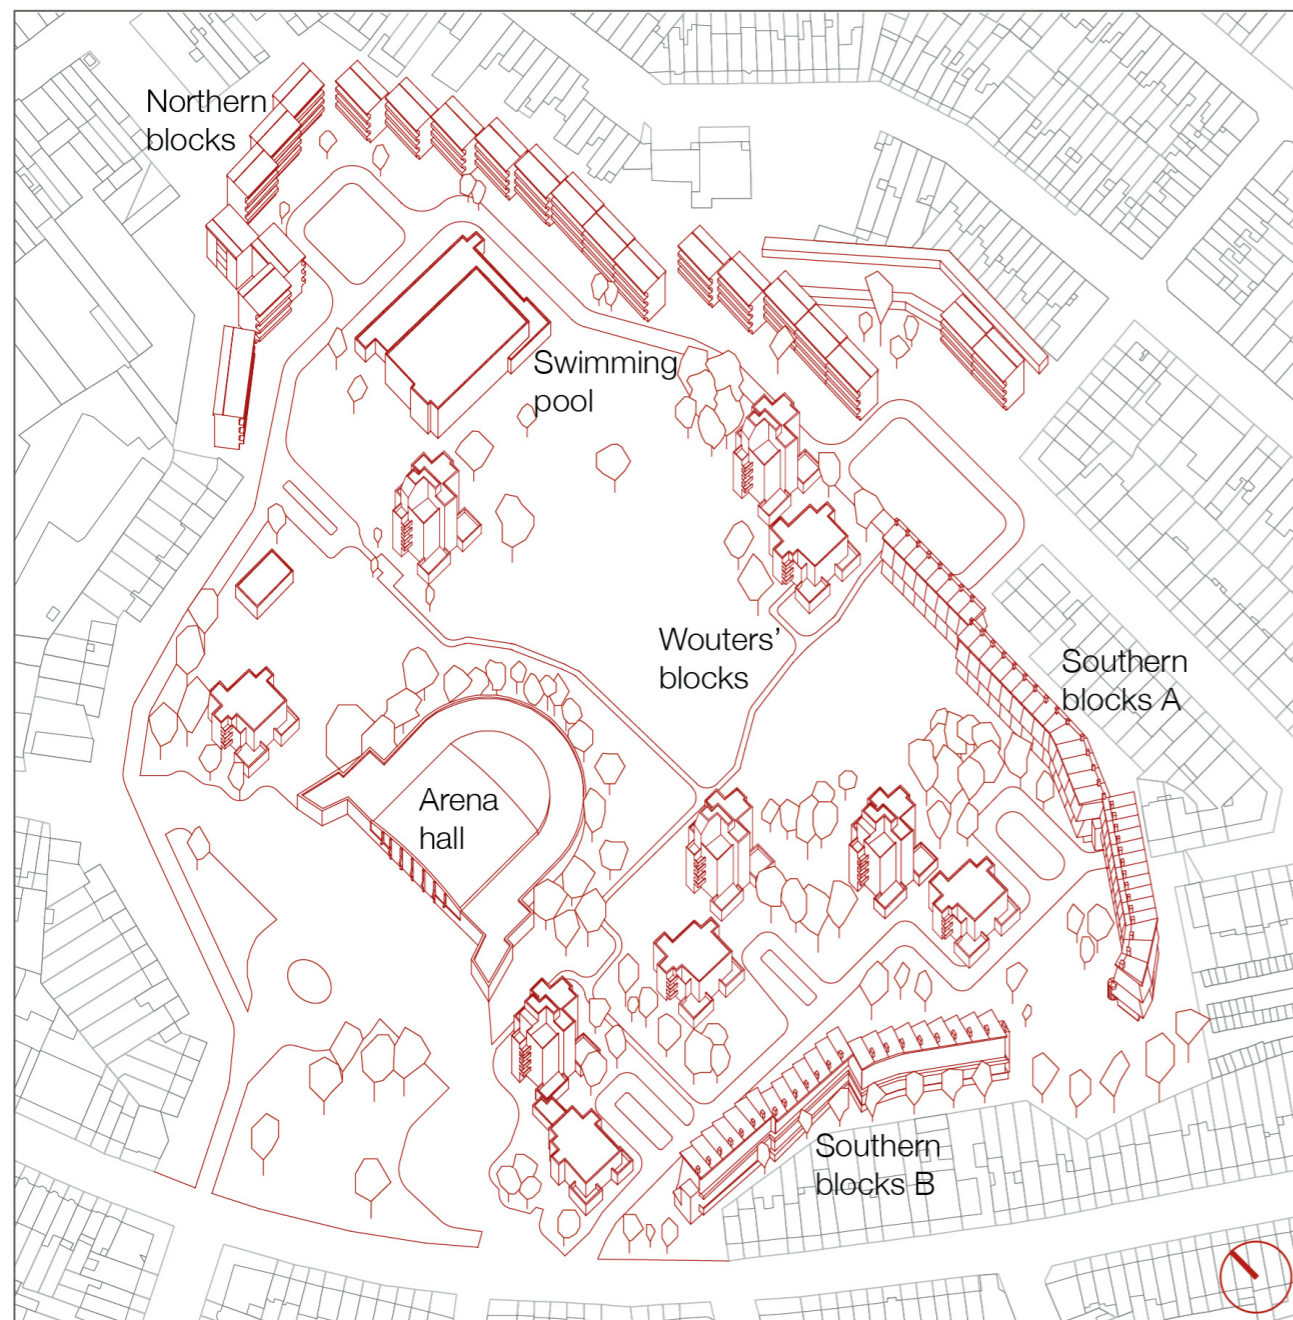 Northern
blocks
Swimming
pool
Wouters’
blocks
Southern
blocks A
Arena
hall
Southern
blocks B